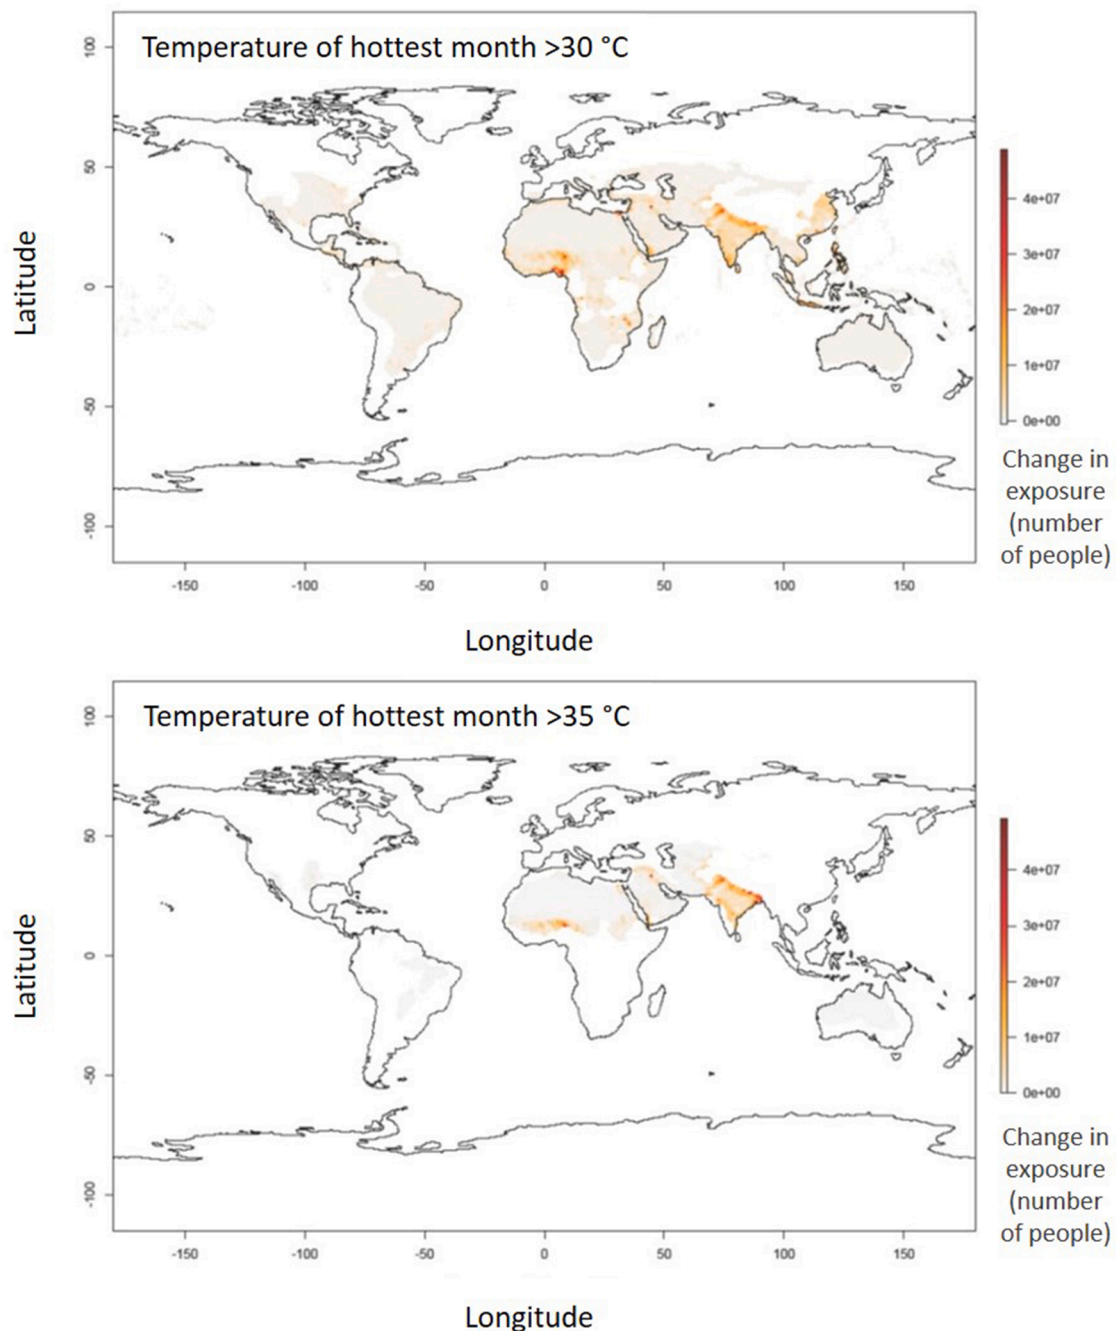 Temperature of hottest month >30 °C
100
50
0
-50
-100
Latitude
-150
-100
-50
0
50
100
150
Longitude
4e+07
3e+07
2e+07
1e+07
0e+00
Change in
exposure
(number
of people)
Temperature of hottest month >35 °C
100
50
0
-50
-100
Latitude
-150
-100
-50
0
50
100
150
Longitude
4e+07
3e+07
2e+07
1e+07
0e+00
Change in
exposure
(number
of people)